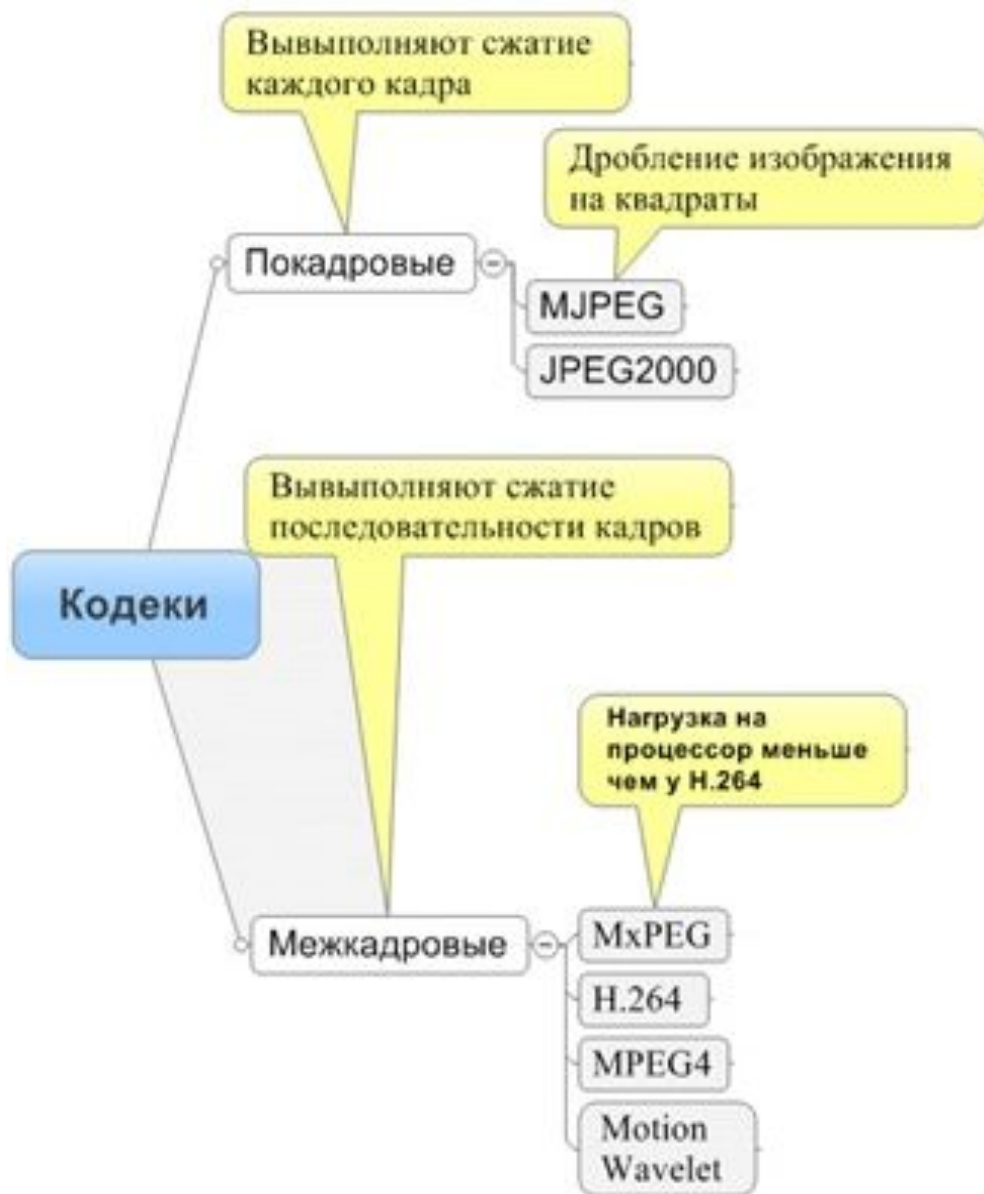 Вывыполняют сжатие
каждого кадра
Дробление изображения
на квадраты
Покадровые
MJPEG
JPEG2000
Вывыполняют сжатие
последовательности кадров
Кодеки
Нагрузка на
процессор меньше
чем у H.264
Межкадровые
MxPEG
H.264
MPEG4
Motion
Wavelet